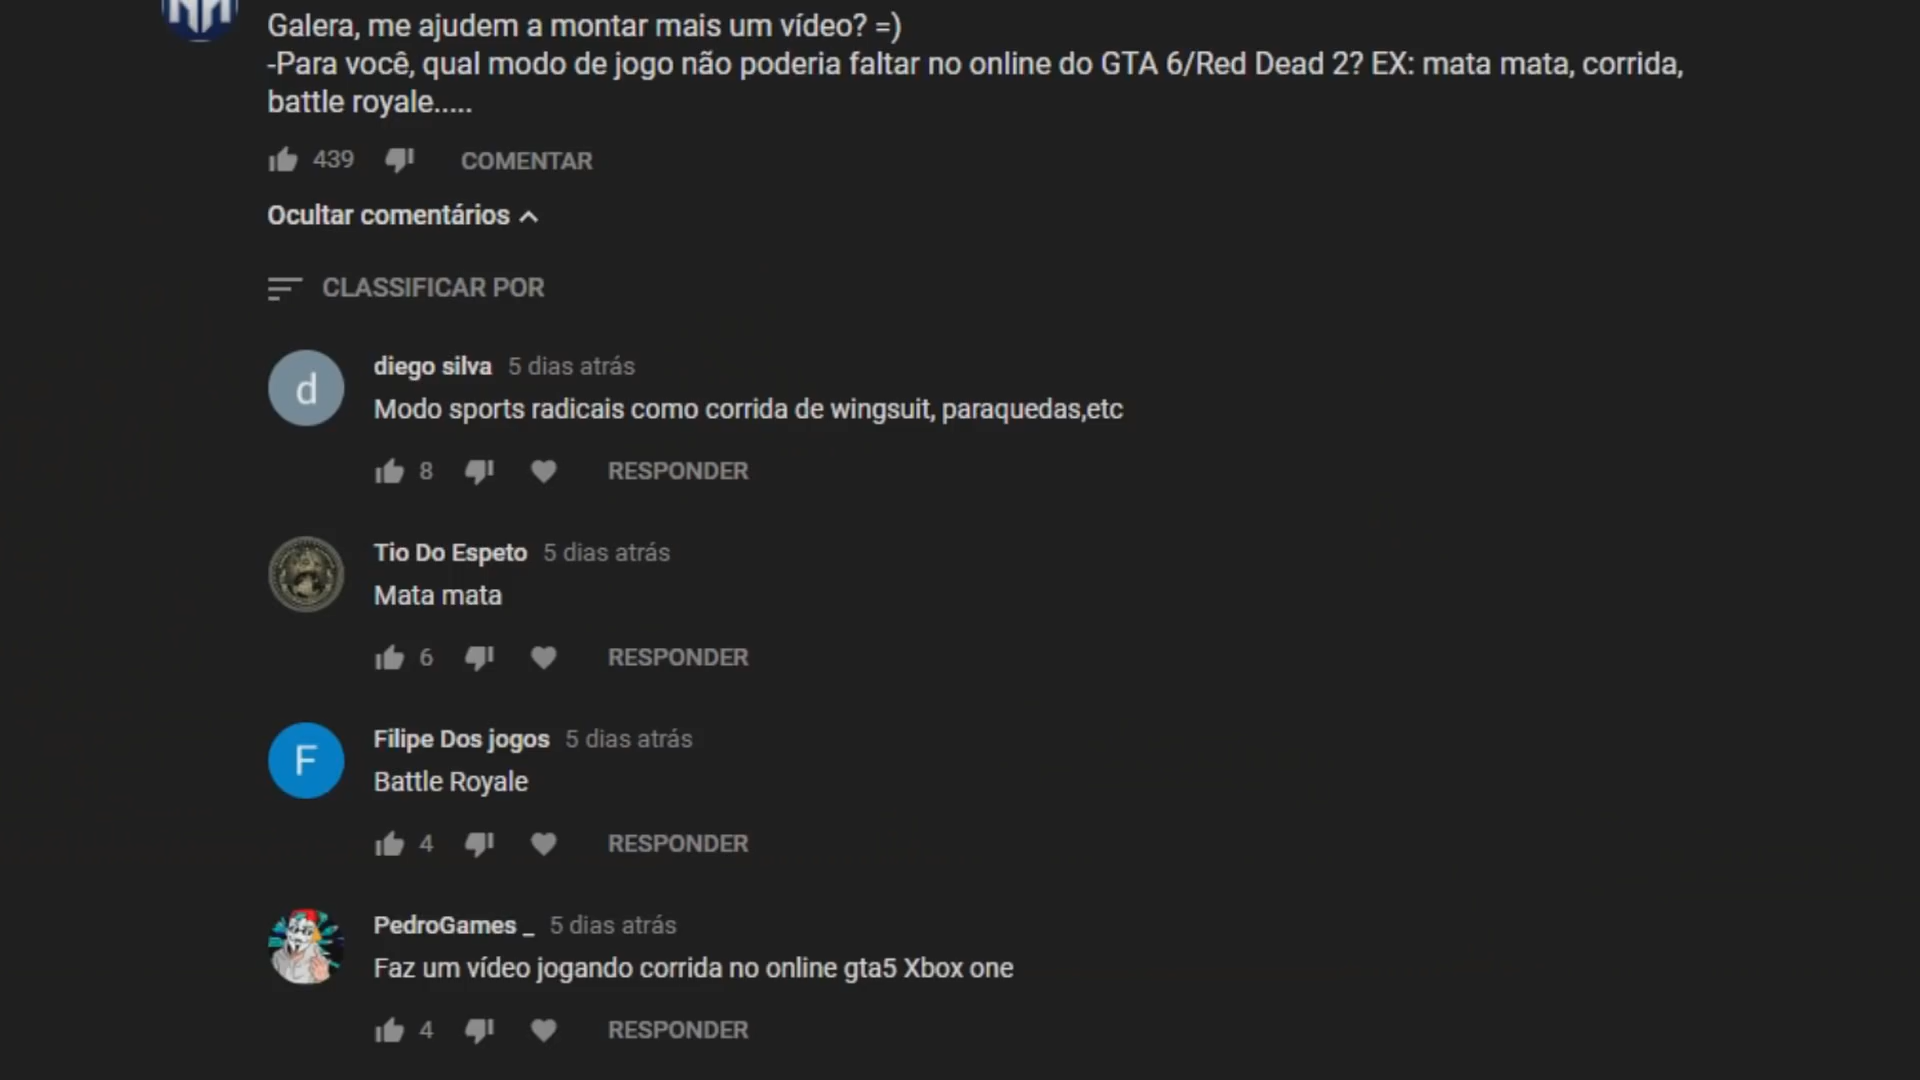 Galera, me ajudem a montar mais um vídeo? =)
-Para você, qual modo de jogo não poderia faltar no online do GTA 6/Red Dead 2? EX: mata mata, corrida,
battle royale.....
439 COMENTAR
Ocultar comentários
CLASSIFICAR POR
d
diego silva 5 dias atrás
Modo sports radicais como corrida de wingsuit, paraquedas,etc
8 RESPONDER
Tio Do Espeto 5 dias atrás
Mata mata
6 RESPONDER
F
Filipe Dos jogos 5 dias atrás
Battle Royale
4 RESPONDER
PedroGames _ 5 dias atrás
Faz um vídeo jogando corrida no online gta5 Xbox one
4 RESPONDER